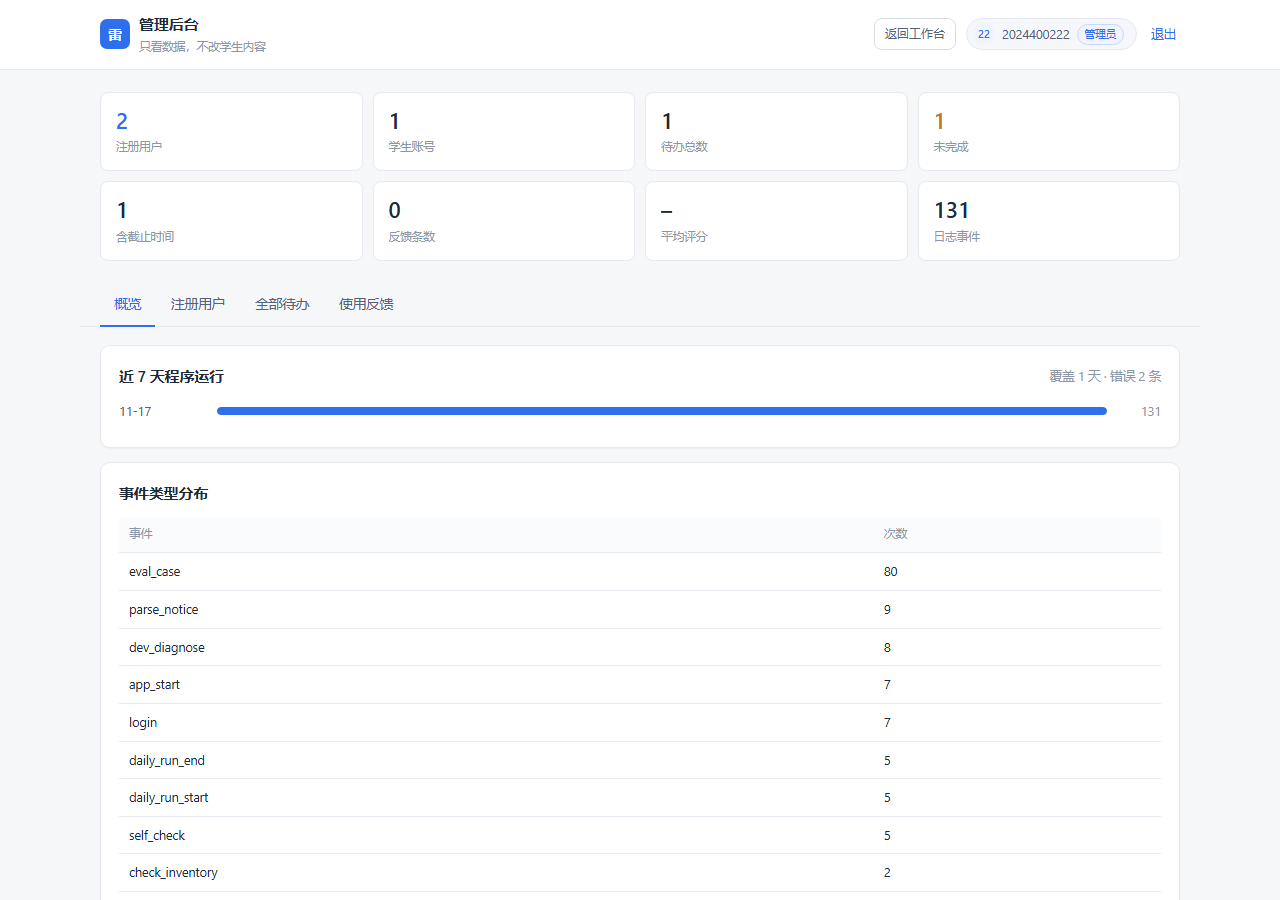 雷
管理后台
只看数据，不改学生内容
返回工作台
22 2024400222 管理员
退出
2
注册用户
1
学生账号
1
待办总数
1
未完成
1
含截止时间
0
反馈条数
–
平均评分
131
日志事件
概览 注册用户 全部待办 使用反馈
近 7 天程序运行
覆盖 1 天 · 错误 2 条
11-17 131
事件类型分布
事件 次数
eval_case 80
parse_notice 9
dev_diagnose 8
app_start 7
login 7
daily_run_end 5
daily_run_start 5
self_check 5
check_inventory 2